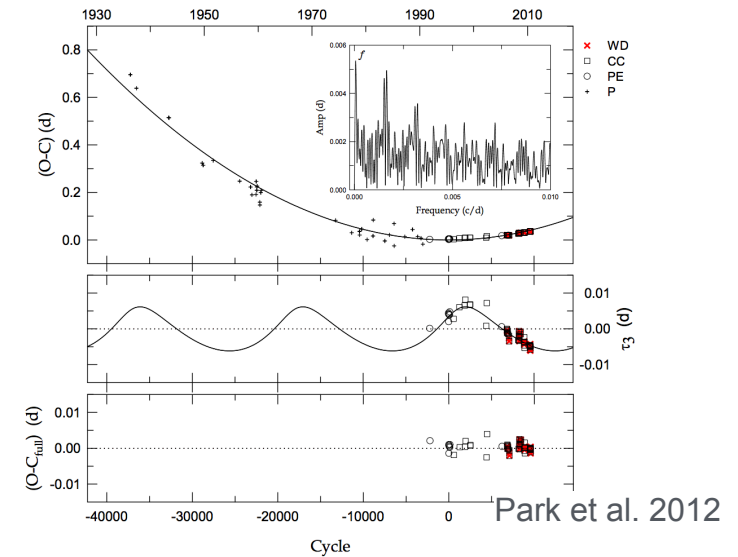 1930 1950 1970 1990 2010
0.8
0.6
0.4
0.2
0.0
(O-C) (d)
0.006
0.004
0.002
0.000
Amp (d)
f
0.000 0.005 0.010
Frequency (c/d)
WD
CC
PE
P
0.01
0.00
-0.01
τ3 (d)
0.01
0.00
-0.01
(O-Cfull) (d)
-40000 -30000 -20000 -10000 0
Cycle
Park et al. 2012